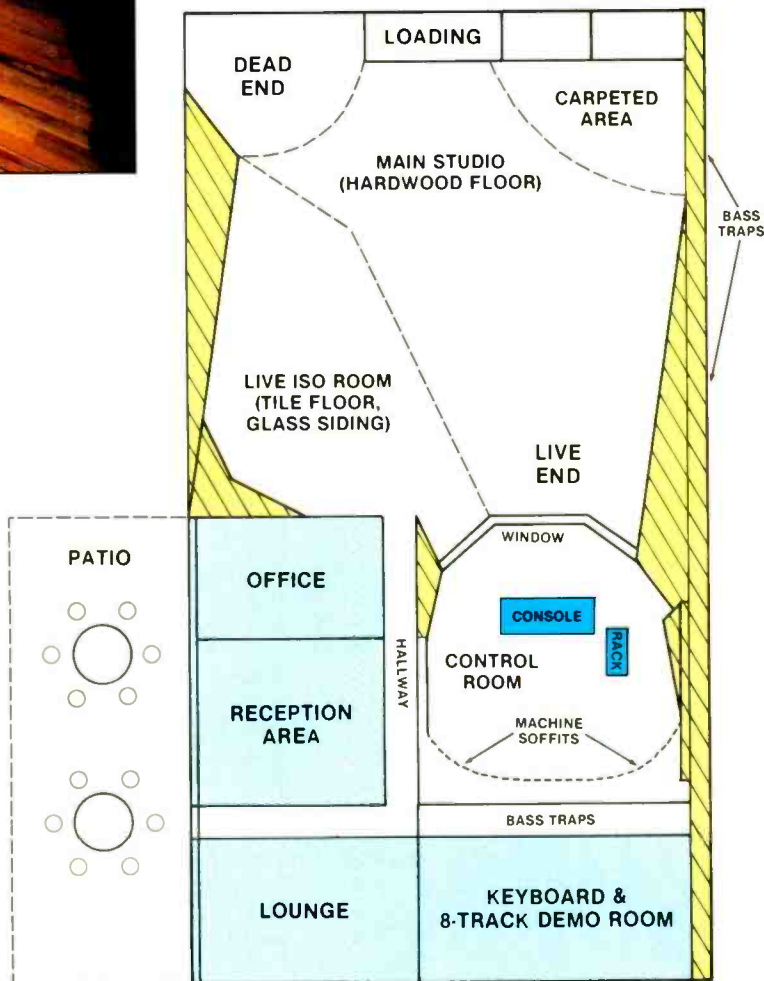 LOADING
DEAD
END
CARPETED
AREA
MAIN STUDIO
(HARDWOOD FLOOR)
BASS
TRAPS
LIVE ISO ROOM
(TILE FLOOR,
GLASS SIDING)
LIVE
END
WINDOW
PATIO
OFFICE
CONSOLE
RACK
HALLWAY
CONTROL
ROOM
RECEPTION
AREA
MACHINE
SOFFITS
BASS TRAPS
LOUNGE
KEYBOARD &
8-TRACK DEMO ROOM